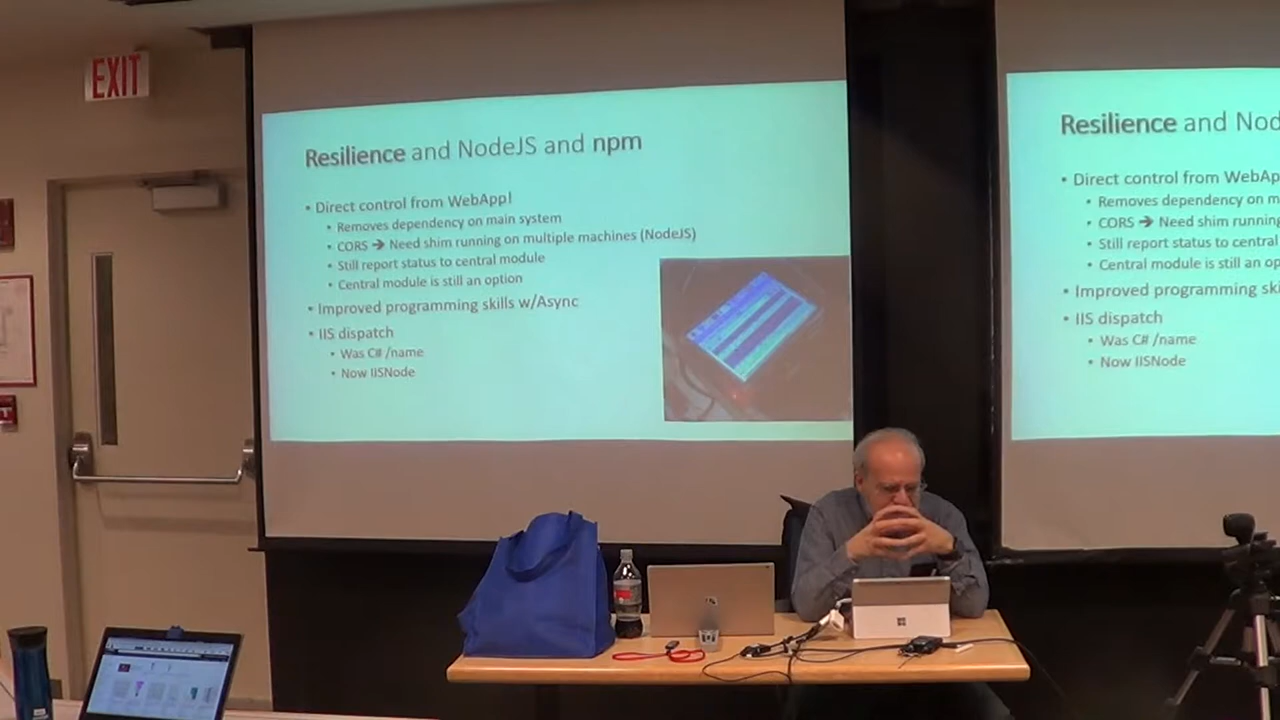 EXIT
Resilience and NodeJS and npm
• Direct control from WebApp!
• Removes dependency on main system
• CORS ➔ Need shim running on multiple machines (NodeJS)
• Still report status to central module
• Central module is still an option
• Improved programming skills w/Async
• IIS dispatch
• Was C# /name
• Now IISNode
Resilience and Nod
• Direct control from WebAp
• Removes dependency on m
• CORS ➔ Need shim running
• Still report status to central
• Central module is still an op
• Improved programming ski
• IIS dispatch
• Was C# /name
• Now IISNode